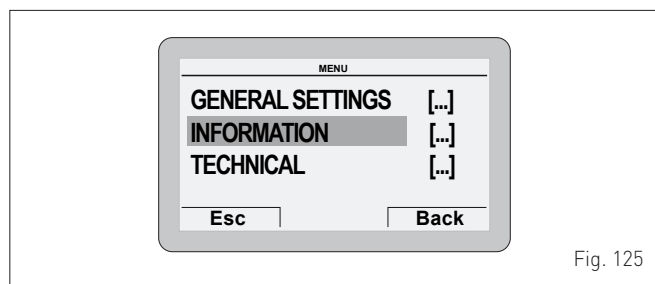 MENU
GENERAL SETTINGS [...]
INFORMATION [...]
TECHNICAL [...]
Esc Back
Fig. 125